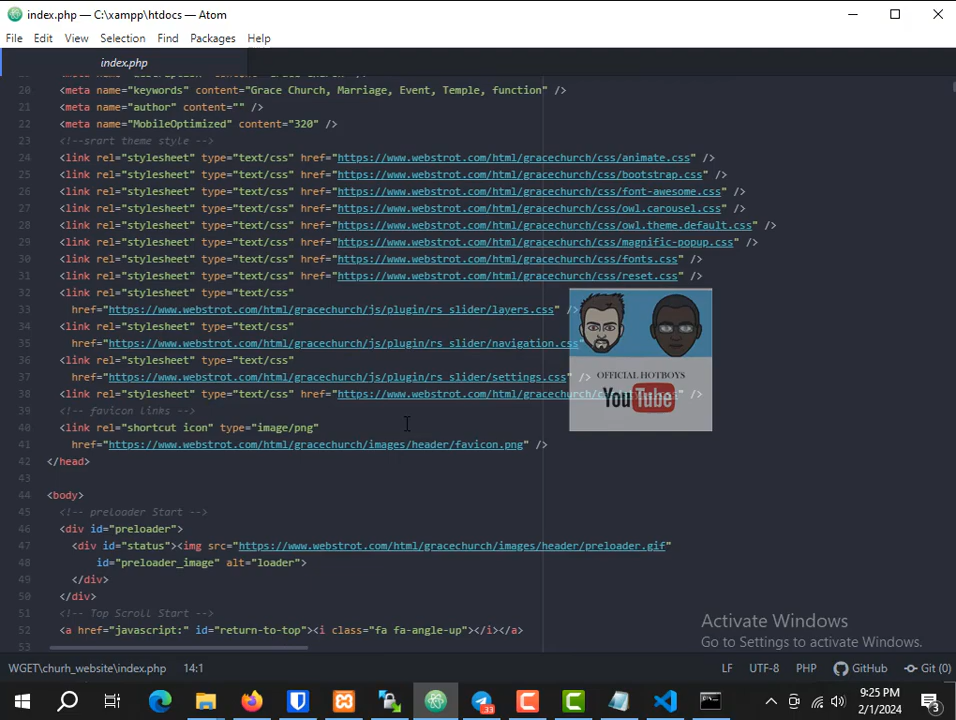 index.php — C:\xampp\htdocs — Atom
File Edit View Selection Find Packages Help
index.php
20 <meta name="keywords" content="Grace Church, Marriage, Event, Temple, function" />
21 <meta name="author" content="" />
22 <meta name="MobileOptimized" content="320" />
23 <!--srart theme style -->
24 <link rel="stylesheet" type="text/css" href="https://www.webstrot.com/html/gracechurch/css/animate.css" />
25 <link rel="stylesheet" type="text/css" href="https://www.webstrot.com/html/gracechurch/css/bootstrap.css" />
26 <link rel="stylesheet" type="text/css" href="https://www.webstrot.com/html/gracechurch/css/font-awesome.css" />
27 <link rel="stylesheet" type="text/css" href="https://www.webstrot.com/html/gracechurch/css/owl.carousel.css" />
28 <link rel="stylesheet" type="text/css" href="https://www.webstrot.com/html/gracechurch/css/owl.theme.default.css" />
29 <link rel="stylesheet" type="text/css" href="https://www.webstrot.com/html/gracechurch/css/magnific-popup.css" />
30 <link rel="stylesheet" type="text/css" href="https://www.webstrot.com/html/gracechurch/css/fonts.css" />
31 <link rel="stylesheet" type="text/css" href="https://www.webstrot.com/html/gracechurch/css/reset.css" />
32 <link rel="stylesheet" type="text/css"
33 href="https://www.webstrot.com/html/gracechurch/js/plugin/rs_slider/layers.css" />
34 <link rel="stylesheet" type="text/css"
35 href="https://www.webstrot.com/html/gracechurch/js/plugin/rs_slider/navigation.css"
36 <link rel="stylesheet" type="text/css"
37 href="https://www.webstrot.com/html/gracechurch/js/plugin/rs_slider/settings.css" />
OFFICIAL HOTBOYS
YouTube
38 <link rel="stylesheet" type="text/css" href="https://www.webstrot.com/html/gracechurch/ " />
39 <!-- favicon links -->
40 <link rel="shortcut icon" type="image/png"
41 href="https://www.webstrot.com/html/gracechurch/images/header/favicon.png" />
42 </head>
43
44 <body>
45 <!-- preloader Start -->
46 <div id="preloader">
47 <div id="status"><img src="https://www.webstrot.com/html/gracechurch/images/header/preloader.gif"
48 id="preloader_image" alt="loader">
49 </div>
50 </div>
51 <!-- Top Scroll Start -->
52 <a href="javascript:" id="return-to-top"><i class="fa fa-angle-up"></i></a>
53
Activate Windows
Go to Settings to activate Windows.
WGET\churh_website\index.php 14:1 LF UTF-8 PHP GitHub Git (0)
33
9:25 PM
2/1/2024
3